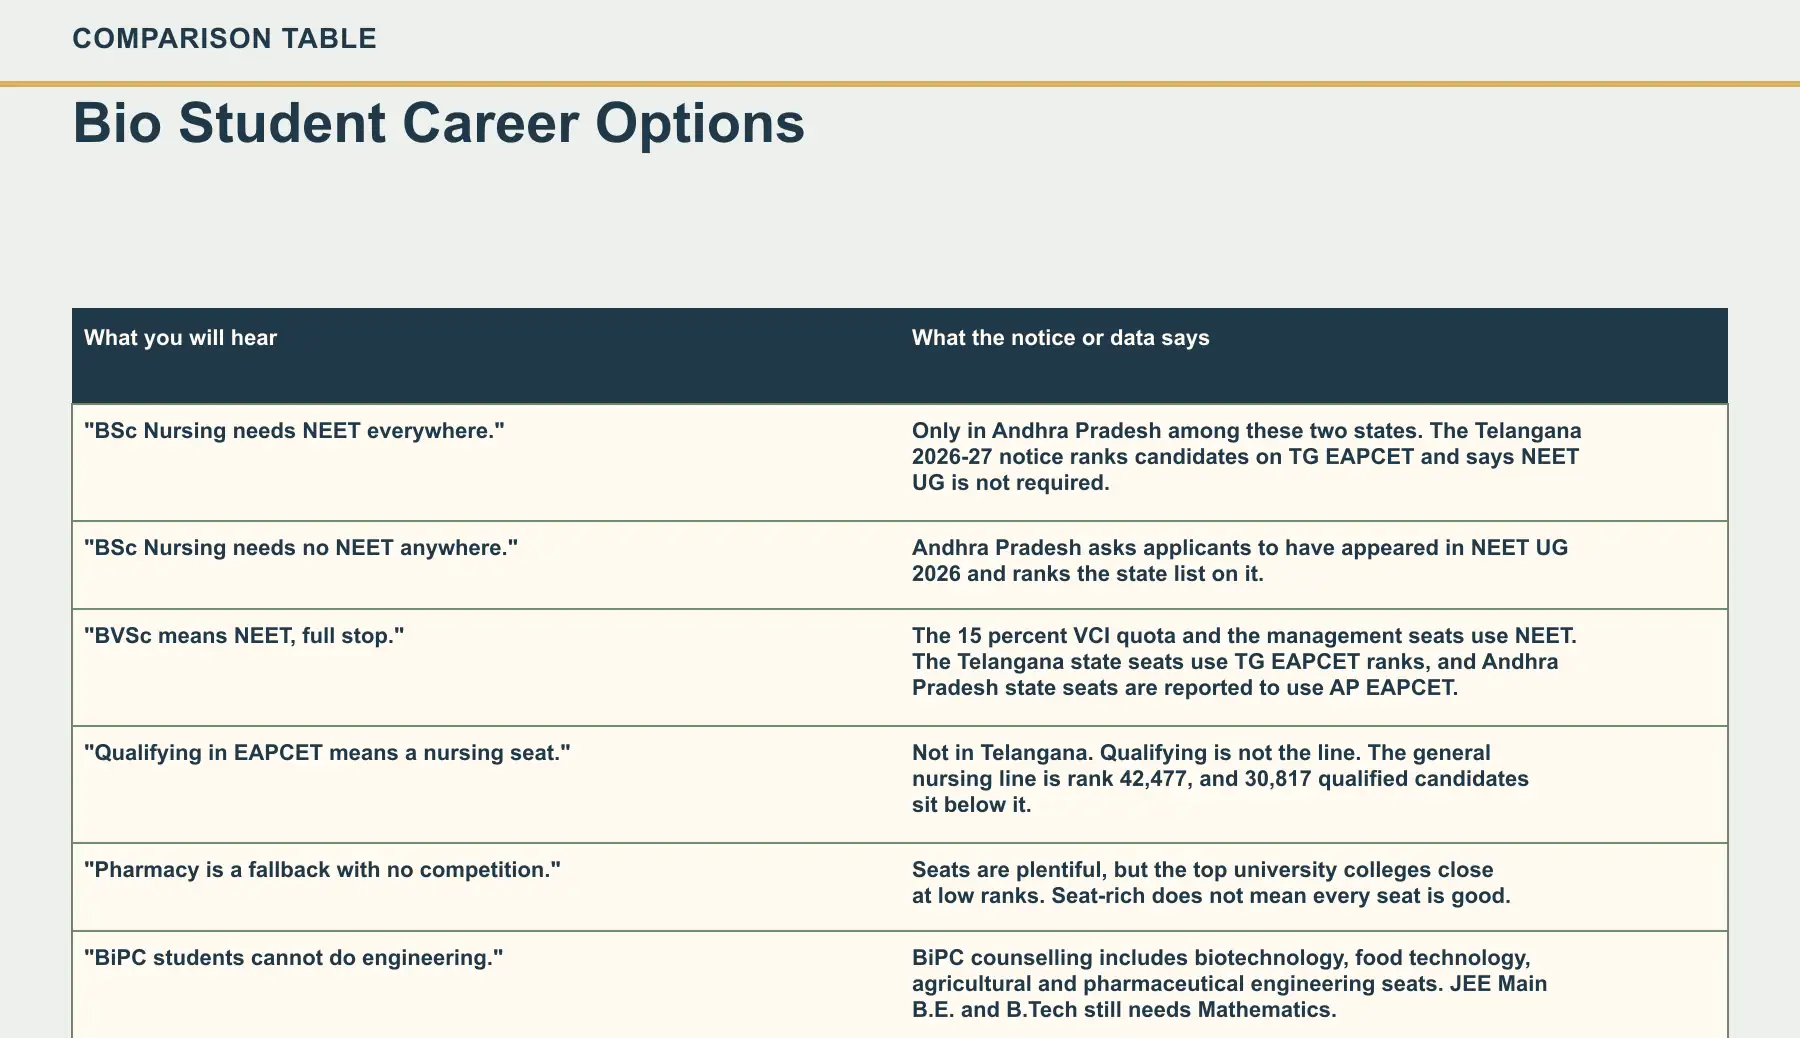 COMPARISON TABLE
Bio Student Career Options
What you will hear
What the notice or data says
"BSc Nursing needs NEET everywhere."
Only in Andhra Pradesh among these two states. The Telangana
2026-27 notice ranks candidates on TG EAPCET and says NEET
UG is not required.
"BSc Nursing needs no NEET anywhere."
Andhra Pradesh asks applicants to have appeared in NEET UG
2026 and ranks the state list on it.
"BVSc means NEET, full stop."
The 15 percent VCI quota and the management seats use NEET.
The Telangana state seats use TG EAPCET ranks, and Andhra
Pradesh state seats are reported to use AP EAPCET.
"Qualifying in EAPCET means a nursing seat."
Not in Telangana. Qualifying is not the line. The general
nursing line is rank 42,477, and 30,817 qualified candidates
sit below it.
"Pharmacy is a fallback with no competition."
Seats are plentiful, but the top university colleges close
at low ranks. Seat-rich does not mean every seat is good.
"BiPC students cannot do engineering."
BiPC counselling includes biotechnology, food technology,
agricultural and pharmaceutical engineering seats. JEE Main
B.E. and B.Tech still needs Mathematics.